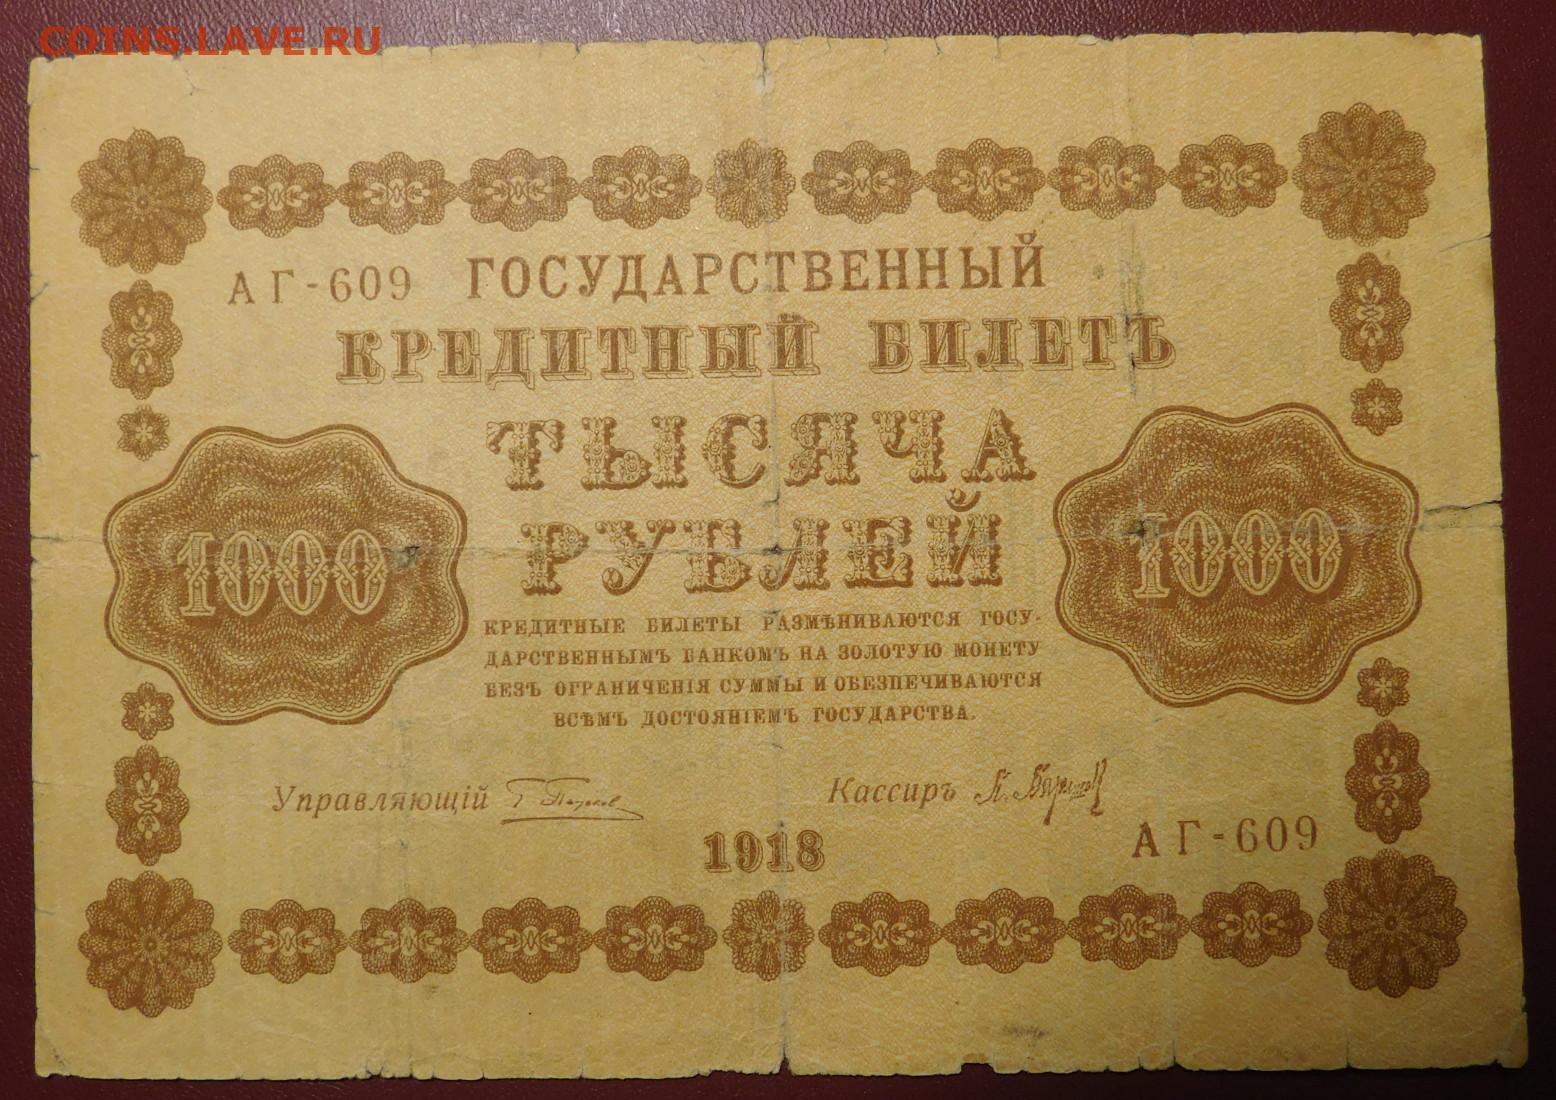 COINS.LAVE.RU
АГ-609 ГОСУДАРСТВЕННЫЙ
КРЕДИТНЫЙ БИЛЕТЪ
ТЫСЯЧА
РУБЛЕЙ
1000 1000
КРЕДИТНЫЕ БИЛЕТЫ РАЗМѢНИВАЮТСЯ ГОСУ-
ДАРСТВЕННЫМЪ БАНКОМЪ НА ЗОЛОТУЮ МОНЕТУ
БЕЗЪ ОГРАНИЧЕНІЯ СУММЫ И ОБЕЗПЕЧИВАЮТСЯ
ВСѢМЪ ДОСТОЯНІЕМЪ ГОСУДАРСТВА.
Управляющій Кассиръ
1918
АГ-609